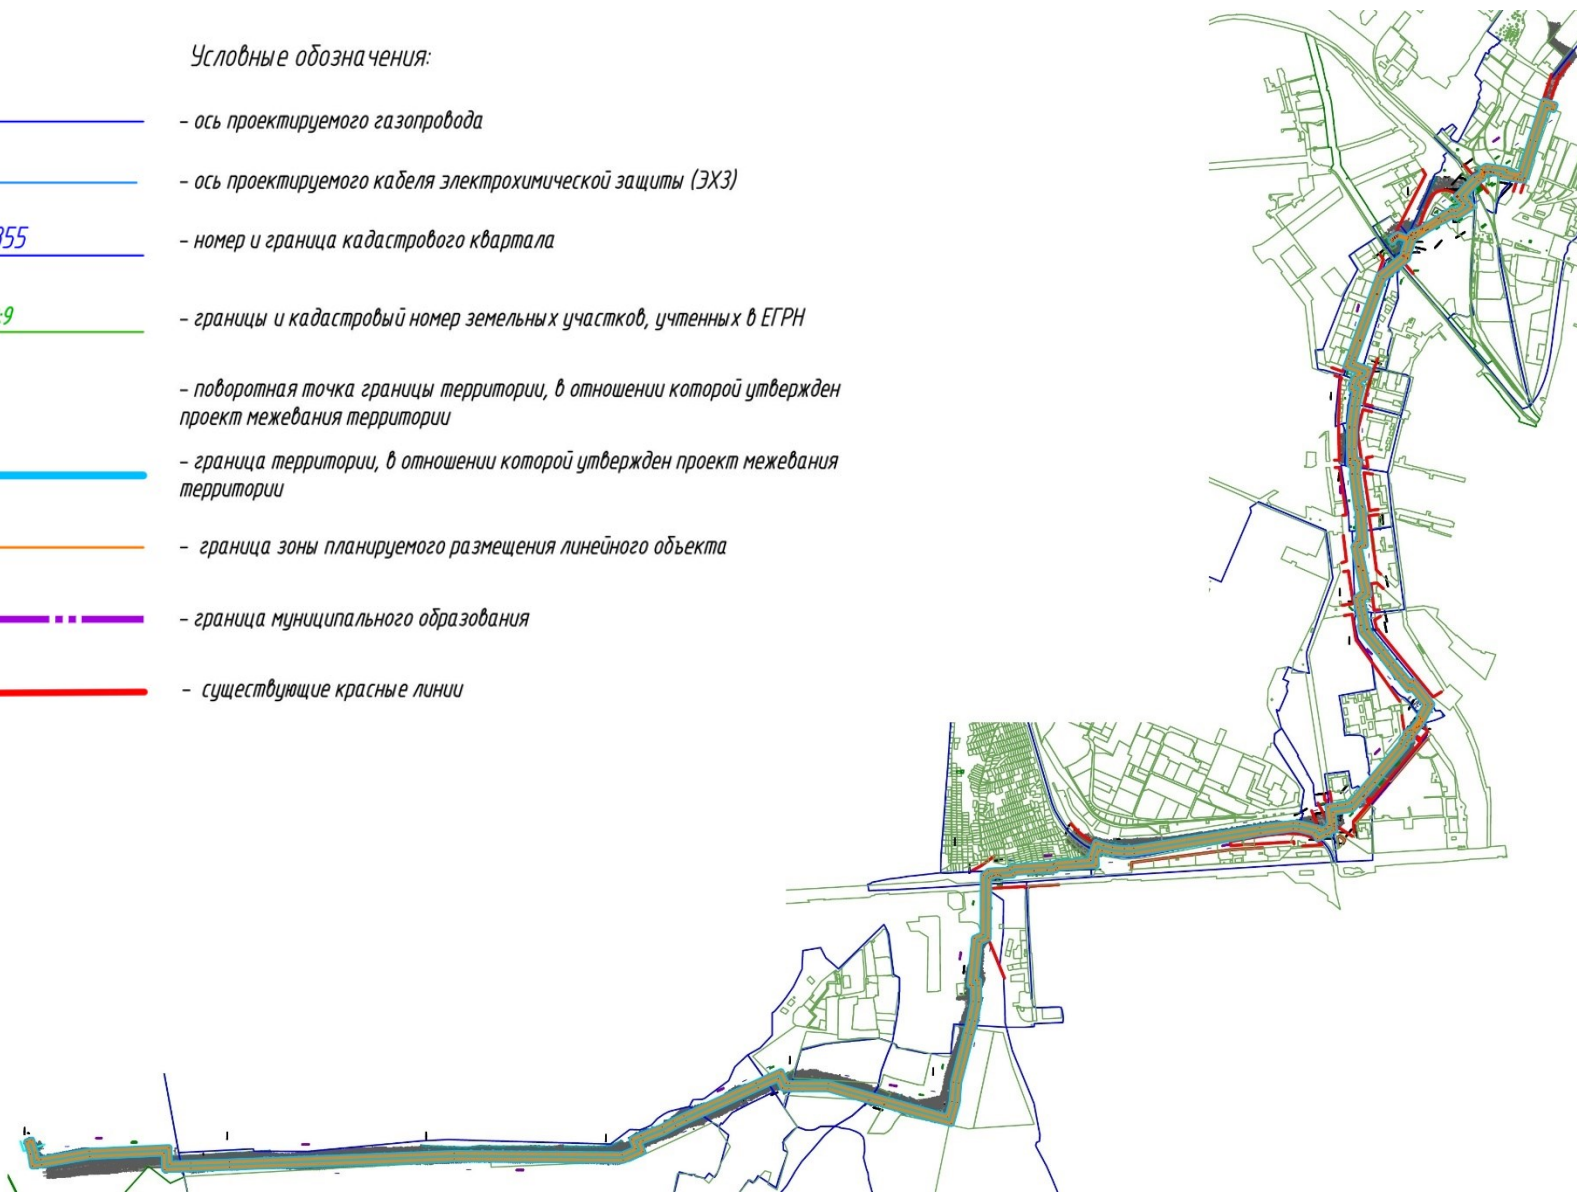 Условные обозначения:
- ось проектируемого газопровода
- ось проектируемого кабеля электрохимической защиты (ЭХЗ)
355
- номер и граница кадастрового квартала
:9
- границы и кадастровый номер земельных участков, учтенных в ЕГРН
- поворотная точка границы территории, в отношении которой утвержден
проект межевания территории
- граница территории, в отношении которой утвержден проект межевания
территории
- граница зоны планируемого размещения линейного объекта
- граница муниципального образования
- существующие красные линии